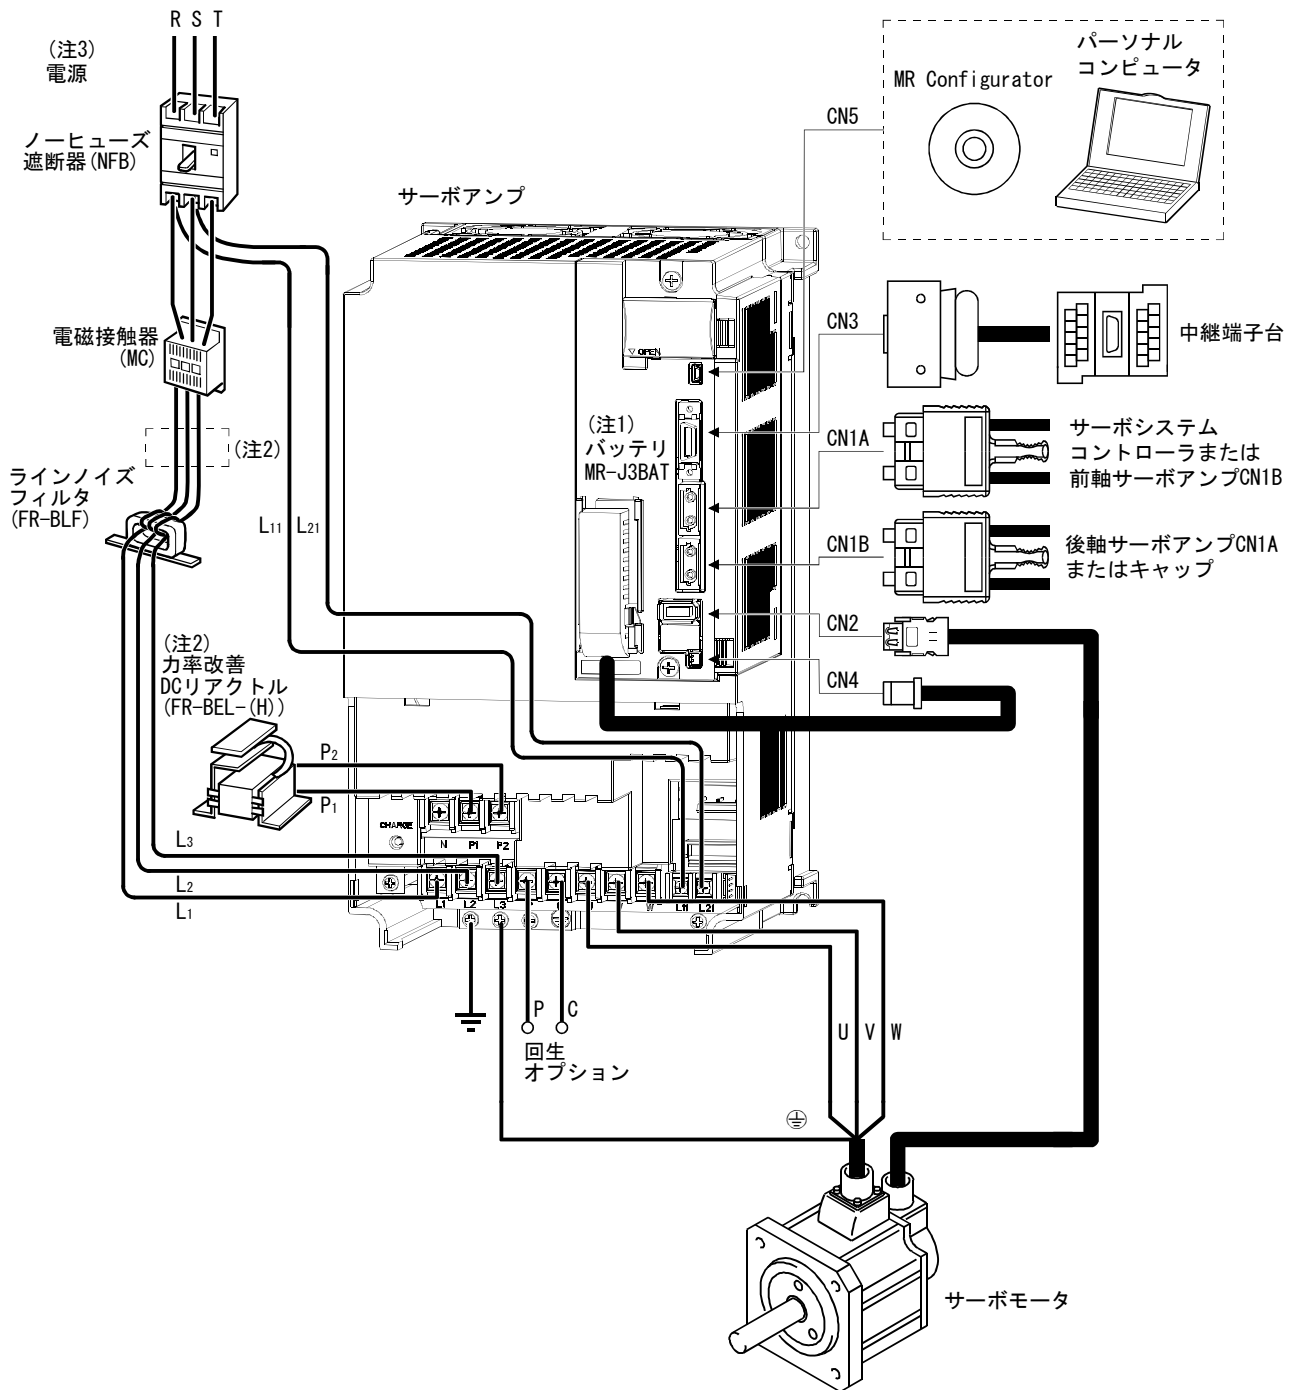 R S T
(注3)
電源
ノーヒューズ
遮断器(NFB)
サーボアンプ
パーソナル
コンピュータ
MR Configurator
CN5
電磁接触器
(MC)
(注2)
ラインノイズ
フィルタ
(FR-BLF)
L11
L21
▽ OPEN
(注1)
バッテリ
MR-J3BAT
CN3
中継端子台
CN1A
サーボシステム
コントローラまたは
前軸サーボアンプCN1B
CN1B
後軸サーボアンプCN1A
またはキャップ
CN2
CN4
(注2)
力率改善
DCリアクトル
(FR-BEL-(H))
P2
P1
CHARGE
N P1 P2
L3
L2
L1
L1 L2 L3
W L11 L21
P
C
回生
オプション
U V W
サーボモータ